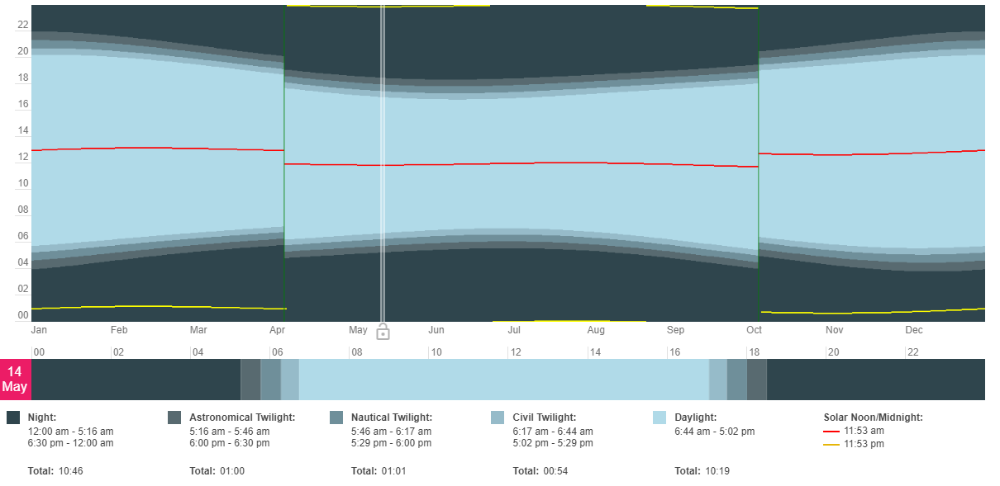 22
20
18
16
14
12
10
08
06
04
02
00
Jan Feb Mar Apr May Jun Jul Aug Sep Oct Nov Dec
00 02 04 06 08 10 12 14 16 18 20 22
14
May
Night:
12:00 am - 5:16 am
6:30 pm - 12:00 am
Total: 10:46
Astronomical Twilight:
5:16 am - 5:46 am
6:00 pm - 6:30 pm
Total: 01:00
Nautical Twilight:
5:46 am - 6:17 am
5:29 pm - 6:00 pm
Total: 01:01
Civil Twilight:
6:17 am - 6:44 am
5:02 pm - 5:29 pm
Total: 00:54
Daylight:
6:44 am - 5:02 pm
Total: 10:19
Solar Noon/Midnight:
11:53 am
11:53 pm